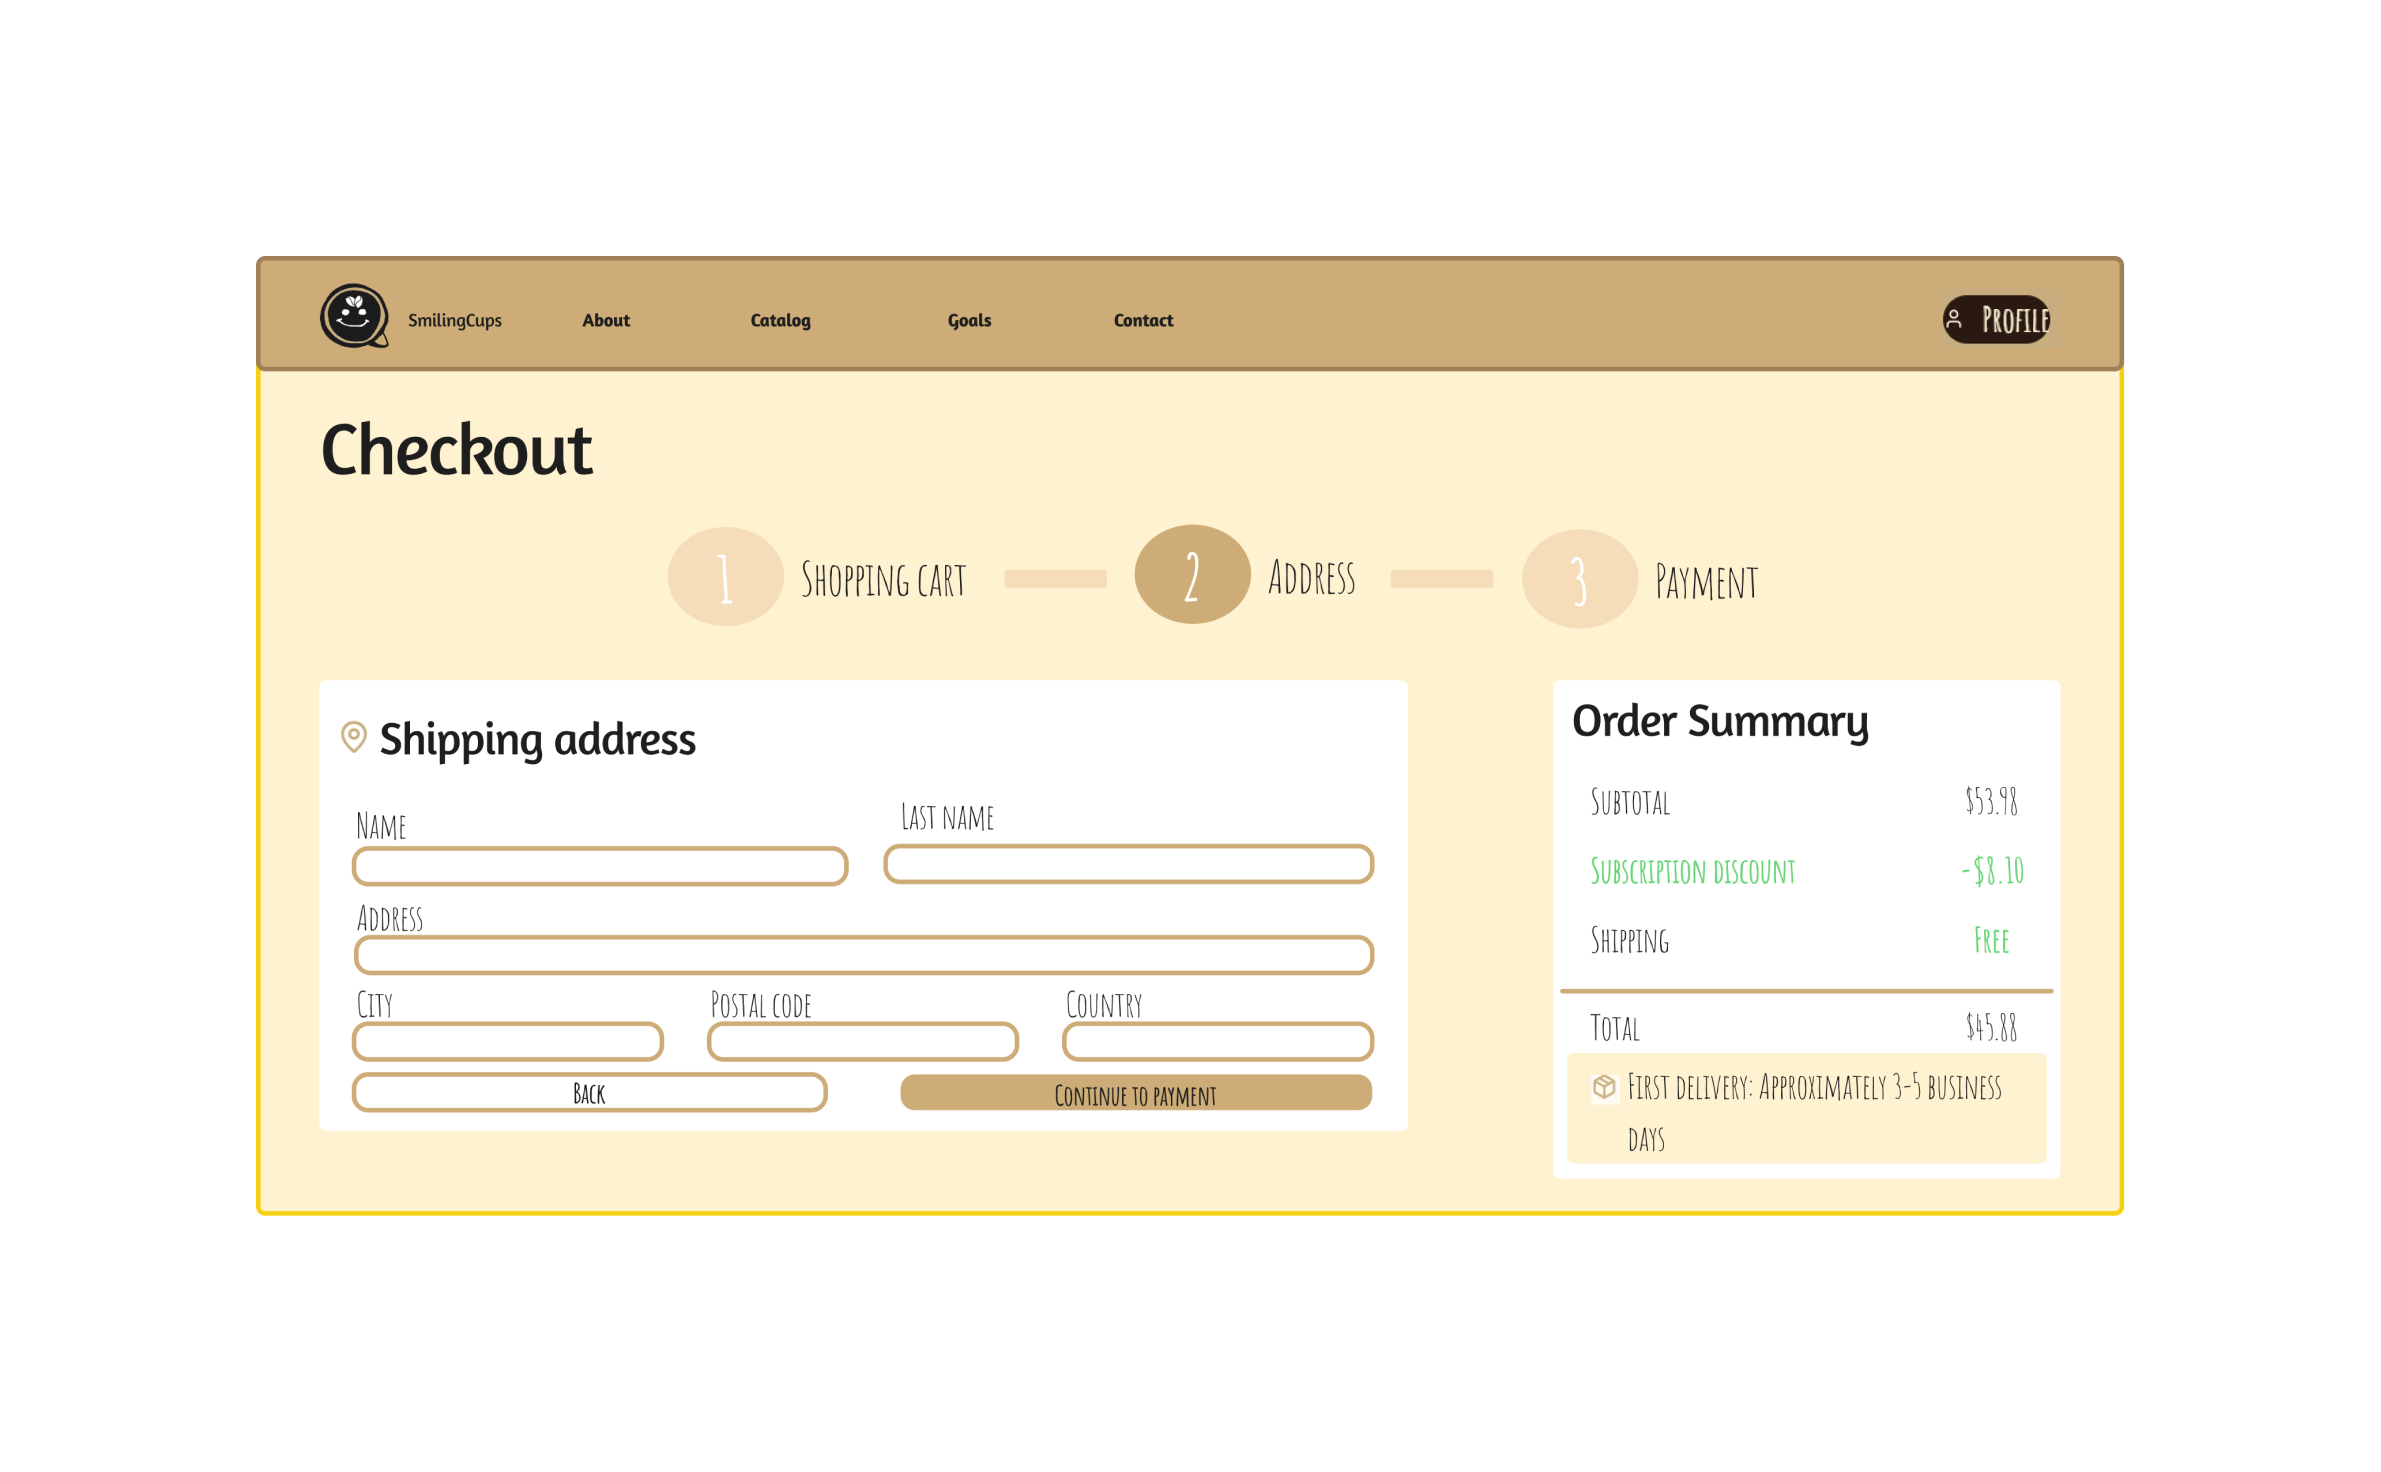 SmilingCups About Catalog Goals Contact Profile
Checkout
1 Shopping cart 2 Address 3 Payment
Shipping address
Name Last name
Address
City Postal code Country
Back Continue to payment
Order Summary
Subtotal $53.98
Subscription discount -$8.10
Shipping Free
Total $45.88
First delivery: Approximately 3-5 business
days